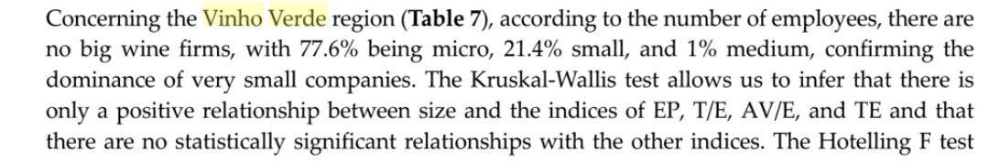 Concerning the Vinho Verde region (Table 7), according to the number of employees, there are
no big wine firms, with 77.6% being micro, 21.4% small, and 1% medium, confirming the
dominance of very small companies. The Kruskal-Wallis test allows us to infer that there is
only a positive relationship between size and the indices of EP, T/E, AV/E, and TE and that
there are no statistically significant relationships with the other indices. The Hotelling F test